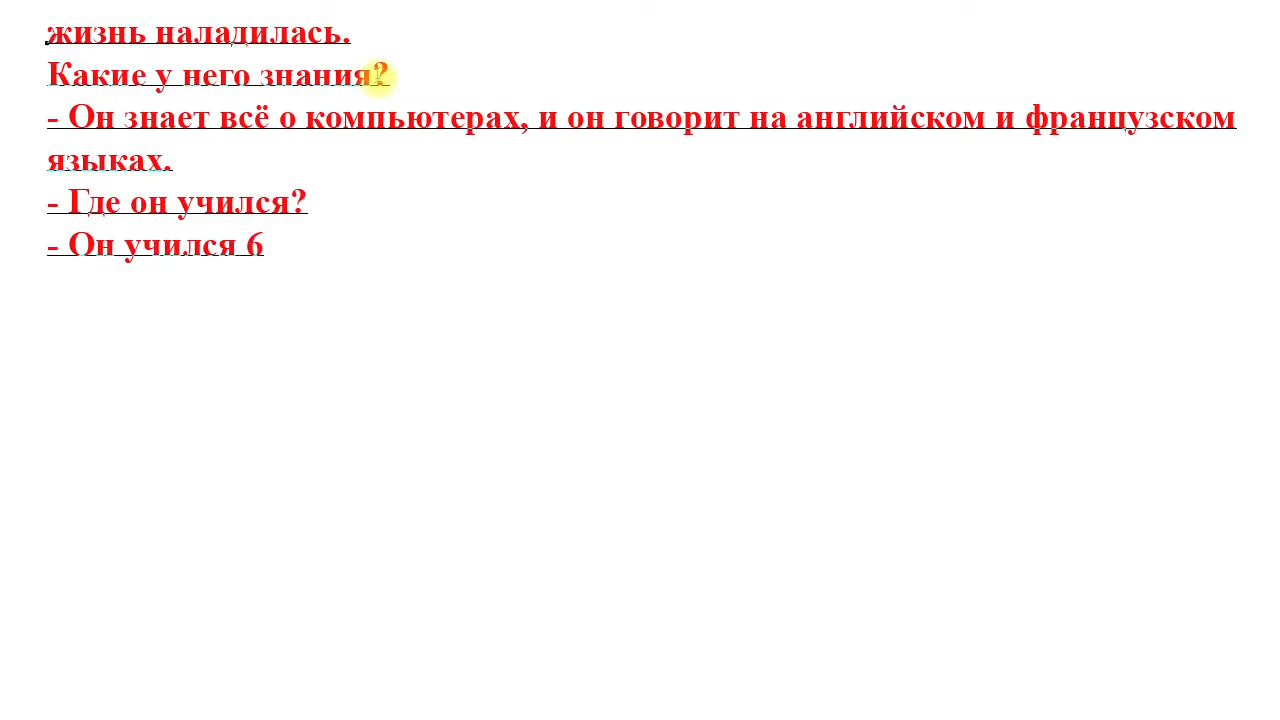 жизнь наладилась.
Какие у него знания?
- Он знает всё о компьютерах, и он говорит на английском и французском
языках.
- Где он учился?
- Он учился 6